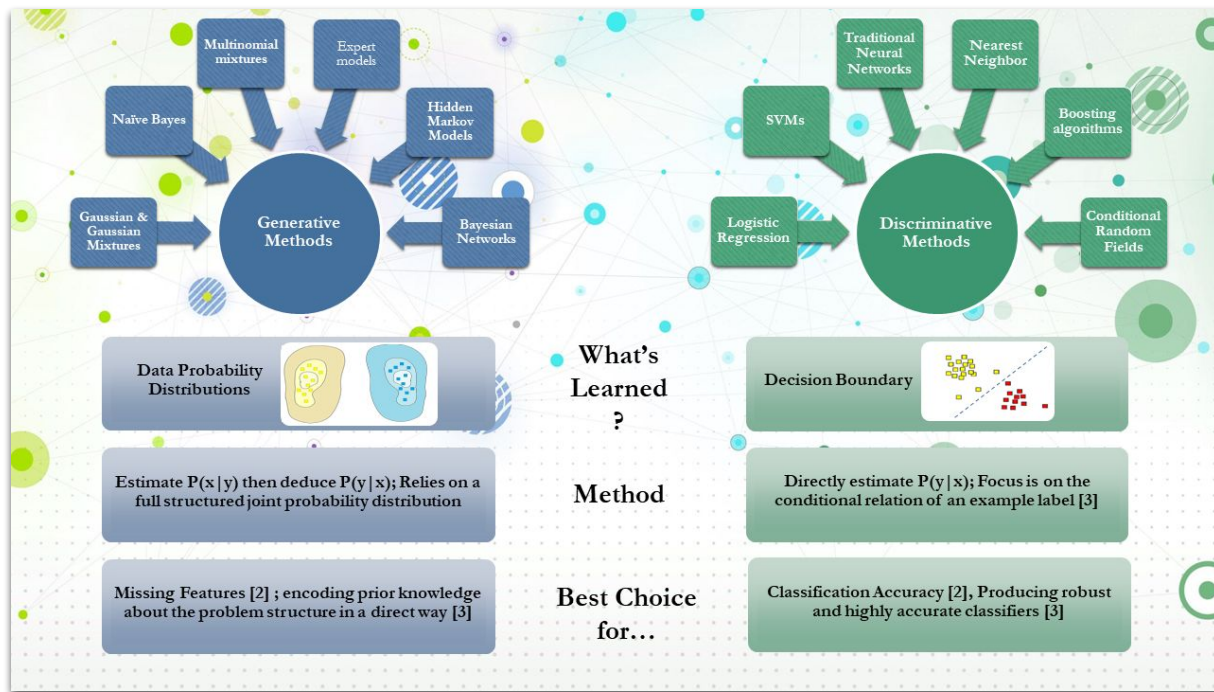 Multinomial
mixtures
Expert
models
Naïve Bayes
Hidden
Markov
Models
Gaussian &
Gaussian
Mixtures
Generative
Methods
Bayesian
Networks
Traditional
Neural
Networks
Nearest
Neighbor
SVMs
Boosting
algorithms
Logistic
Regression
Discriminative
Methods
Conditional
Random
Fields
Data Probability
Distributions
What's
Learned
?
Decision Boundary
Estimate P(x|y) then deduce P(y|x); Relies on a
full structured joint probability distribution
Method
Directly estimate P(y|x); Focus is on the
conditional relation of an example label [3]
Missing Features [2] ; encoding prior knowledge
about the problem structure in a direct way [3]
Best Choice
for…
Classification Accuracy [2], Producing robust
and highly accurate classifiers [3]